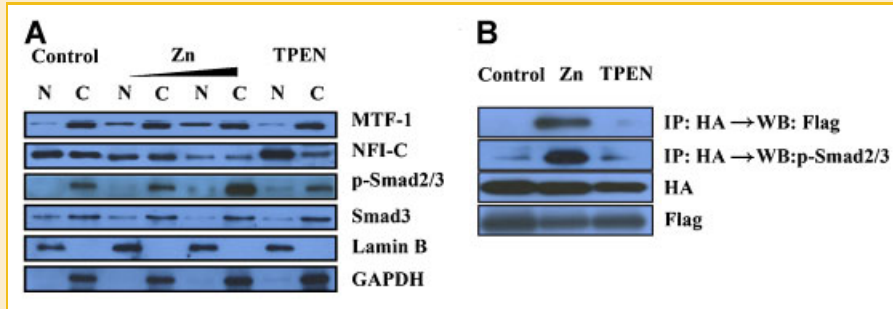 A
Control Zn TPEN
N C N C N C N C
MTF-1
NFI-C
p-Smad2/3
Smad3
Lamin B
GAPDH
B
Control Zn TPEN
IP: HA →WB: Flag
IP: HA →WB:p-Smad2/3
HA
Flag